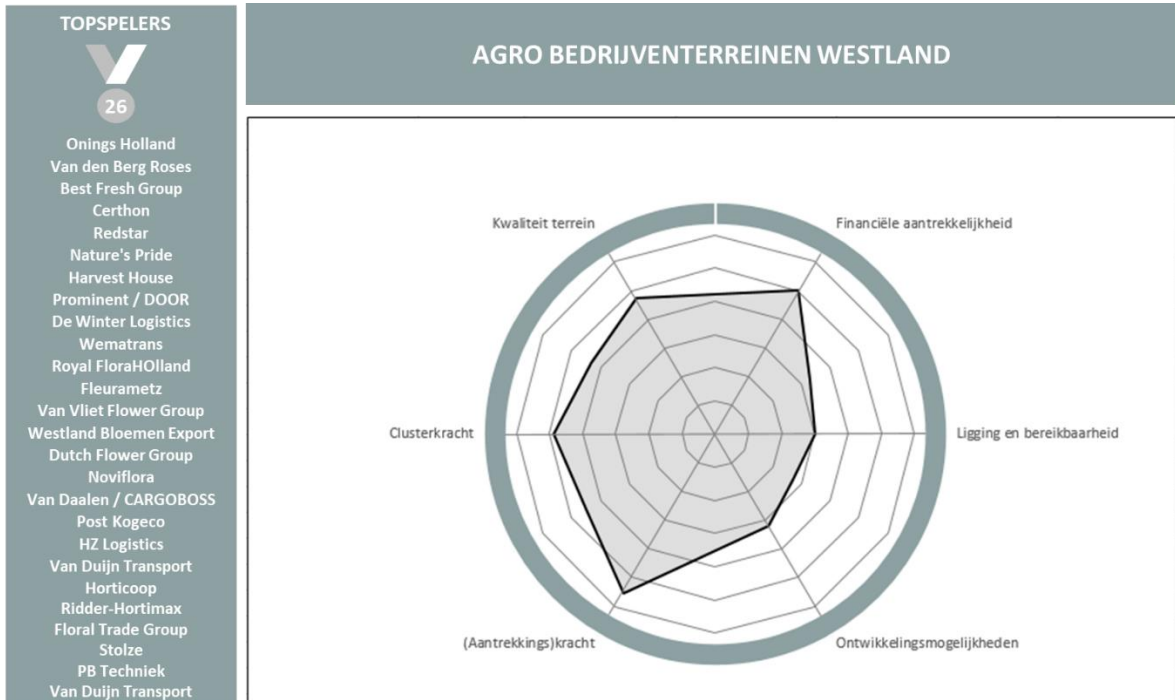 TOPSPELERS
26
Onings Holland
Van den Berg Roses
Best Fresh Group
Certhon
Redstar
Nature's Pride
Harvest House
Prominent / DOOR
De Winter Logistics
Wematrans
Royal FloraHOlland
Fleurametz
Van Vliet Flower Group
Westland Bloemen Export
Dutch Flower Group
Noviflora
Van Daalen / CARGOBOSS
Post Kogeco
HZ Logistics
Van Duijn Transport
Horticoop
Ridder-Hortimax
Floral Trade Group
Stolze
PB Techniek
Van Duijn Transport
AGRO BEDRIJVENTERREINEN WESTLAND
Kwaliteit terrein
Financiële aantrekkelijkheid
Clusterkracht
Ligging en bereikbaarheid
(Aantrekkings)kracht
Ontwikkelingsmogelijkheden